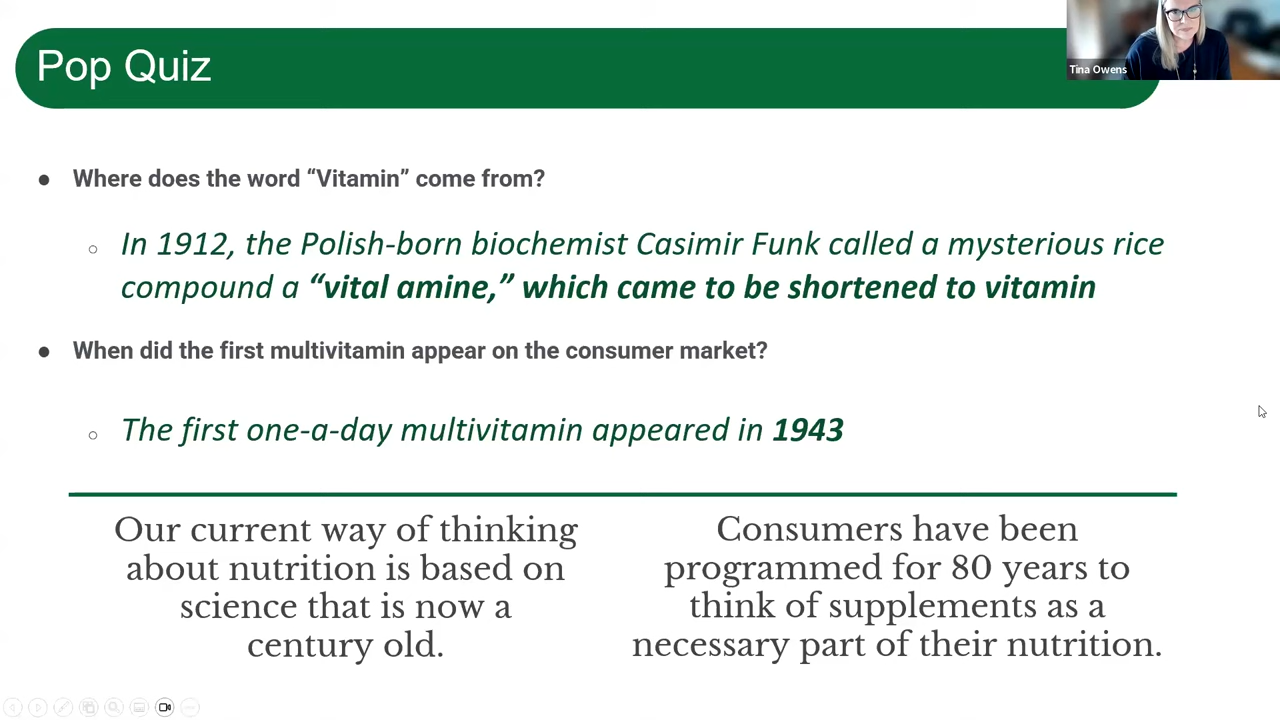 Pop Quiz
Tina Owens
● Where does the word “Vitamin” come from?
○ In 1912, the Polish-born biochemist Casimir Funk called a mysterious rice
compound a “vital amine,” which came to be shortened to vitamin
● When did the first multivitamin appear on the consumer market?
○ The first one-a-day multivitamin appeared in 1943
Our current way of thinking
about nutrition is based on
science that is now a
century old.
Consumers have been
programmed for 80 years to
think of supplements as a
necessary part of their nutrition.